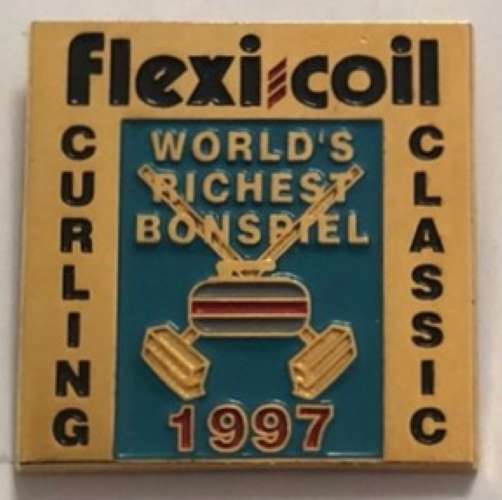 flexi-coil
CURLING
WORLD'S
RICHEST
BONSPIEL
1997
CLASSIC